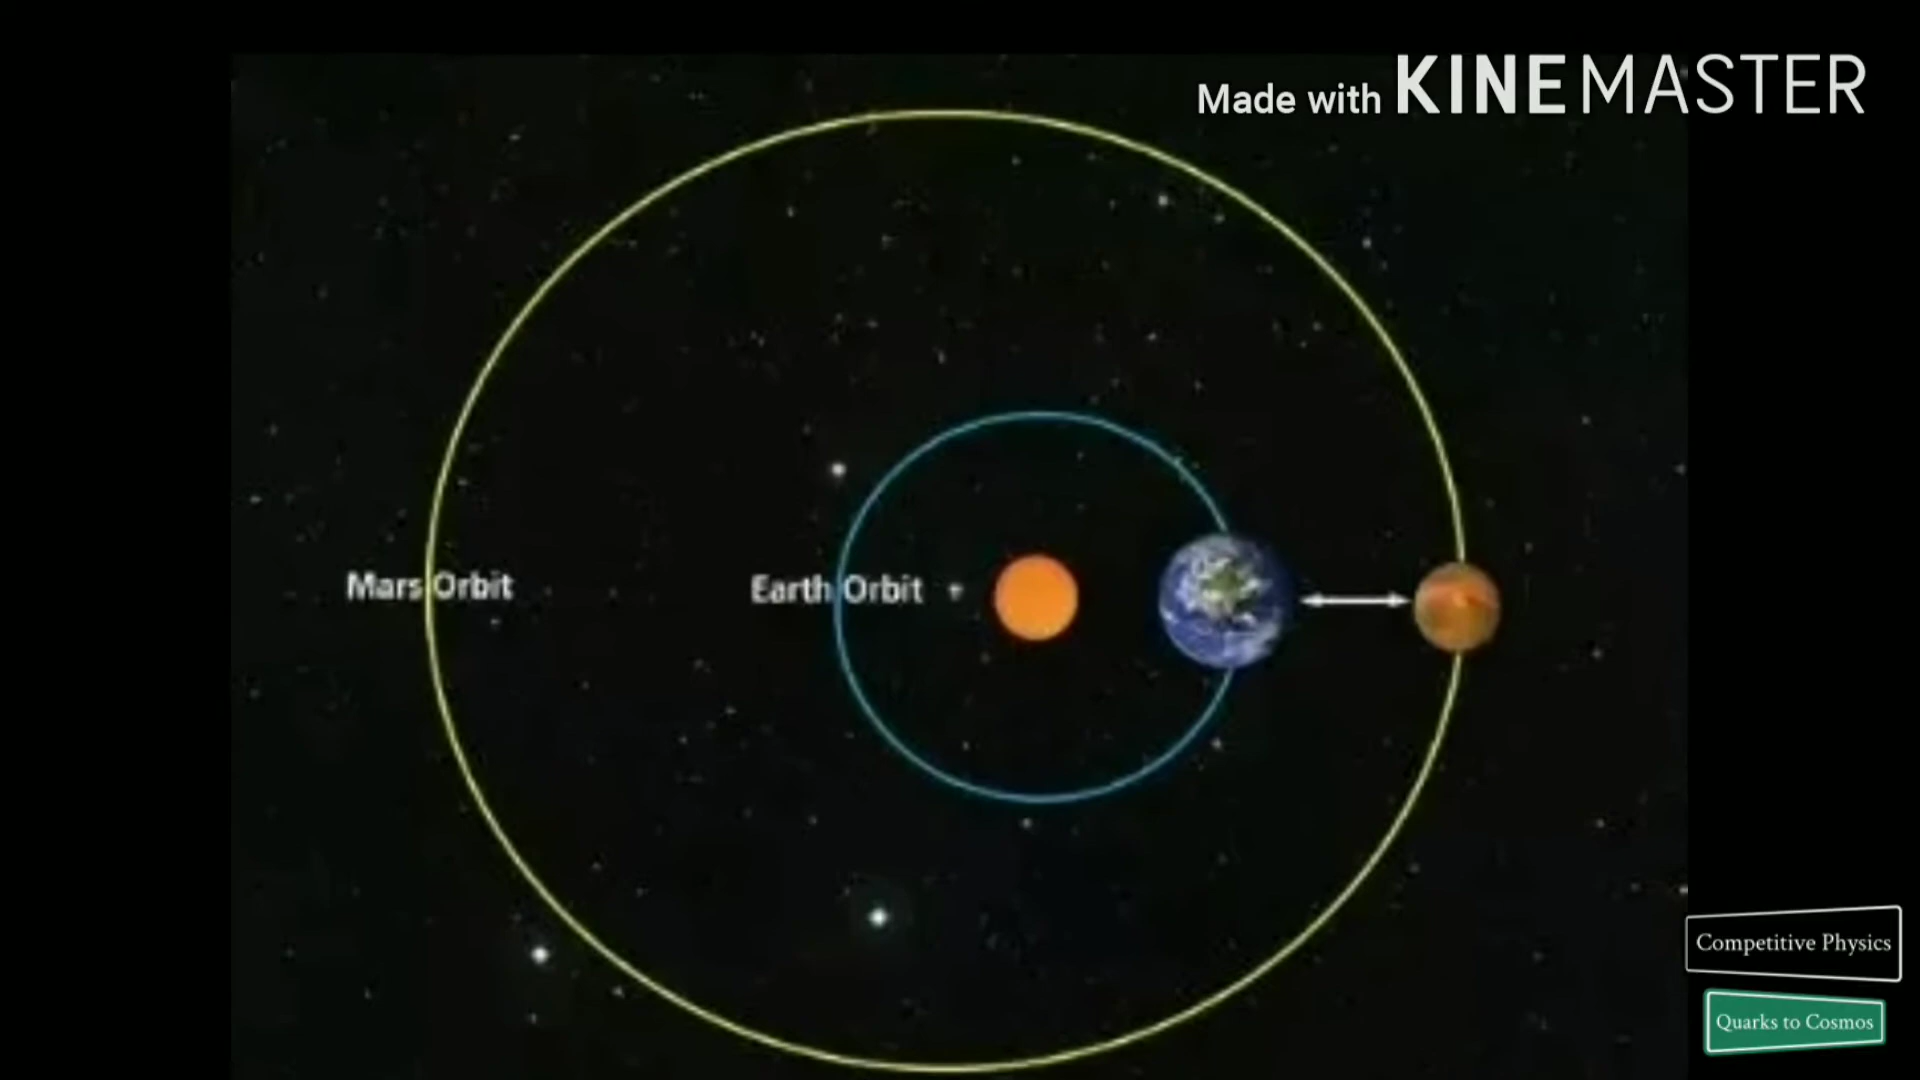 Made with KINEMASTER
Mars Orbit
Earth Orbit
Competitive Physics
Quarks to Cosmos